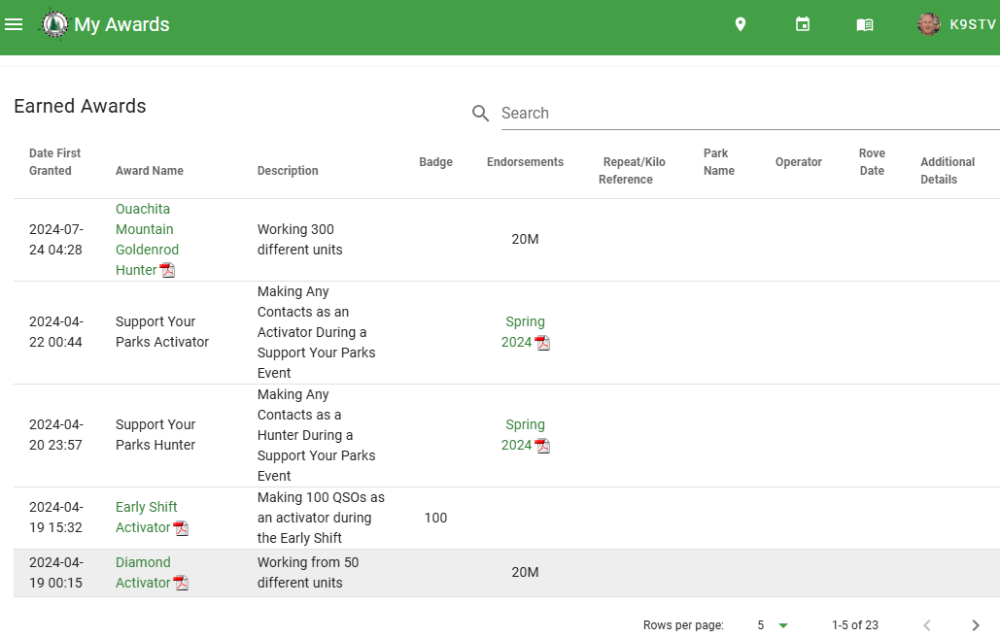 My Awards
K9STV
Earned Awards
Search
Date First
Granted
Award Name
Description
Badge
Endorsements
Repeat/Kilo
Reference
Park
Name
Operator
Rove
Date
Additional
Details
2024-07-
24 04:28
Ouachita
Mountain
Goldenrod
Hunter
Working 300
different units
20M
2024-04-
22 00:44
Support Your
Parks Activator
Making Any
Contacts as an
Activator During a
Support Your Parks
Event
Spring
2024
2024-04-
20 23:57
Support Your
Parks Hunter
Making Any
Contacts as a
Hunter During a
Support Your Parks
Event
Spring
2024
2024-04-
19 15:32
Early Shift
Activator
Making 100 QSOs as
an activator during
the Early Shift
100
2024-04-
19 00:15
Diamond
Activator
Working from 50
different units
20M
Rows per page:
5
1-5 of 23